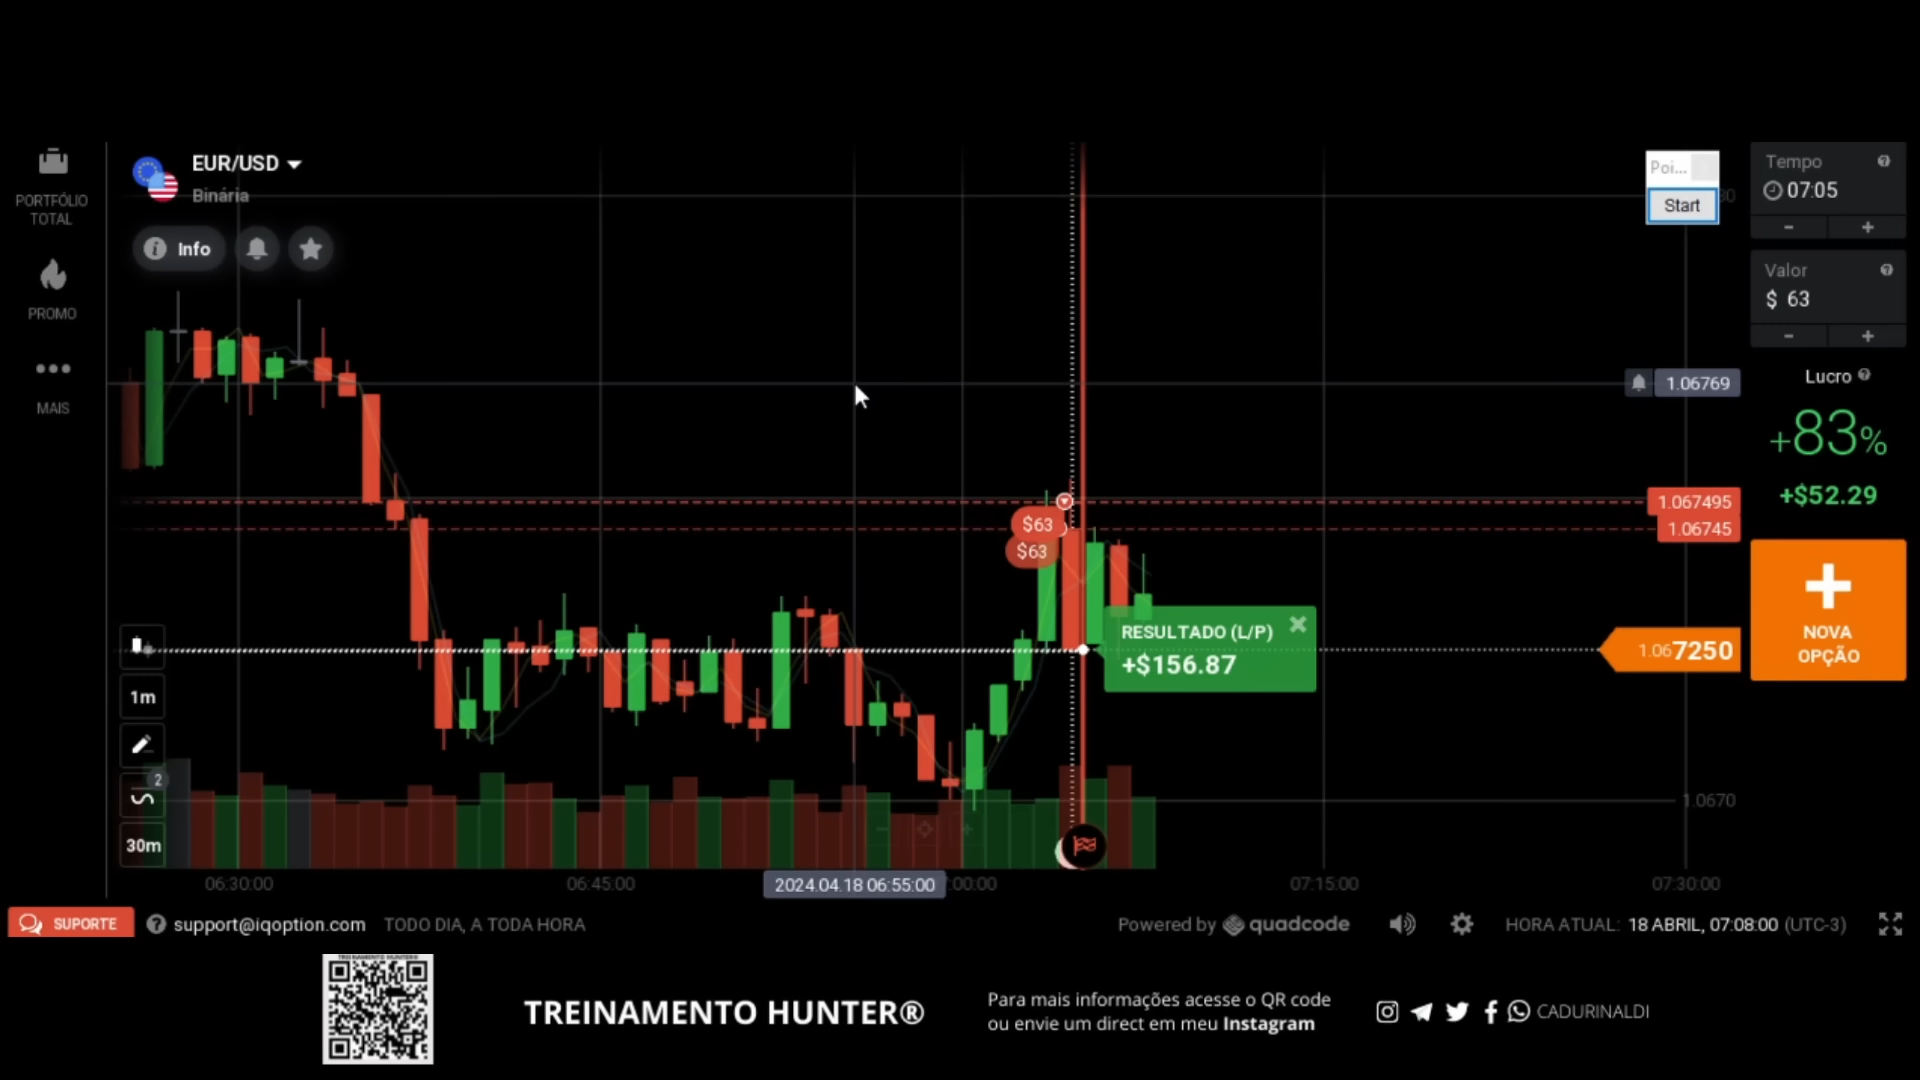 PORTFÓLIO
TOTAL
PROMO
MAIS
EUR/USD
Binária
Info
Poi...
Start
Tempo
07:05
-
+
Valor
$ 63
-
+
Lucro
+83%
+$52.29
NOVA
OPÇÃO
1.06769
1.067495
1.06745
1.067250
1.0670
$63
$63
RESULTADO (L/P)
+$156.87
1m
2
30m
06:30:00
06:45:00
2024.04.18 06:55:00
07:15:00
07:30:00
SUPORTE
support@iqoption.com
TODO DIA, A TODA HORA
Powered by quadcode
HORA ATUAL: 18 ABRIL, 07:08:00 (UTC-3)
TREINAMENTO HUNTER®
Para mais informações acesse o QR code
ou envie um direct em meu Instagram
CADURINALDI